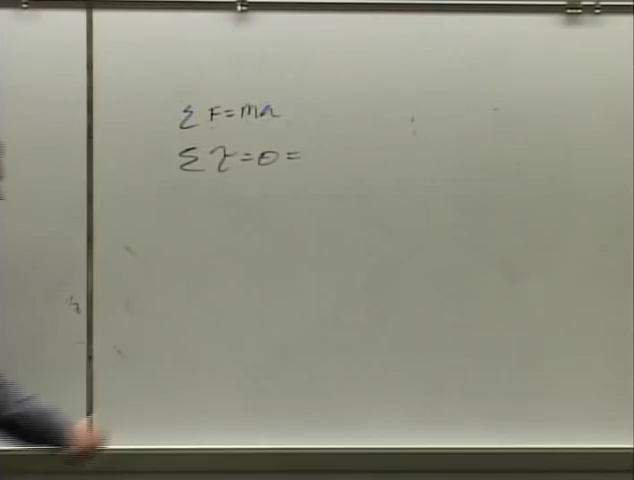 Σ F = ma
Σ τ = 0 =